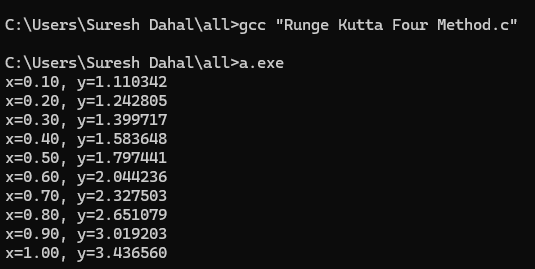 C:\Users\Suresh Dahal\all>gcc "Runge Kutta Four Method.c"
C:\Users\Suresh Dahal\all>a.exe
x=0.10, y=1.110342
x=0.20, y=1.242805
x=0.30, y=1.399717
x=0.40, y=1.583648
x=0.50, y=1.797441
x=0.60, y=2.044236
x=0.70, y=2.327503
x=0.80, y=2.651079
x=0.90, y=3.019203
x=1.00, y=3.436560